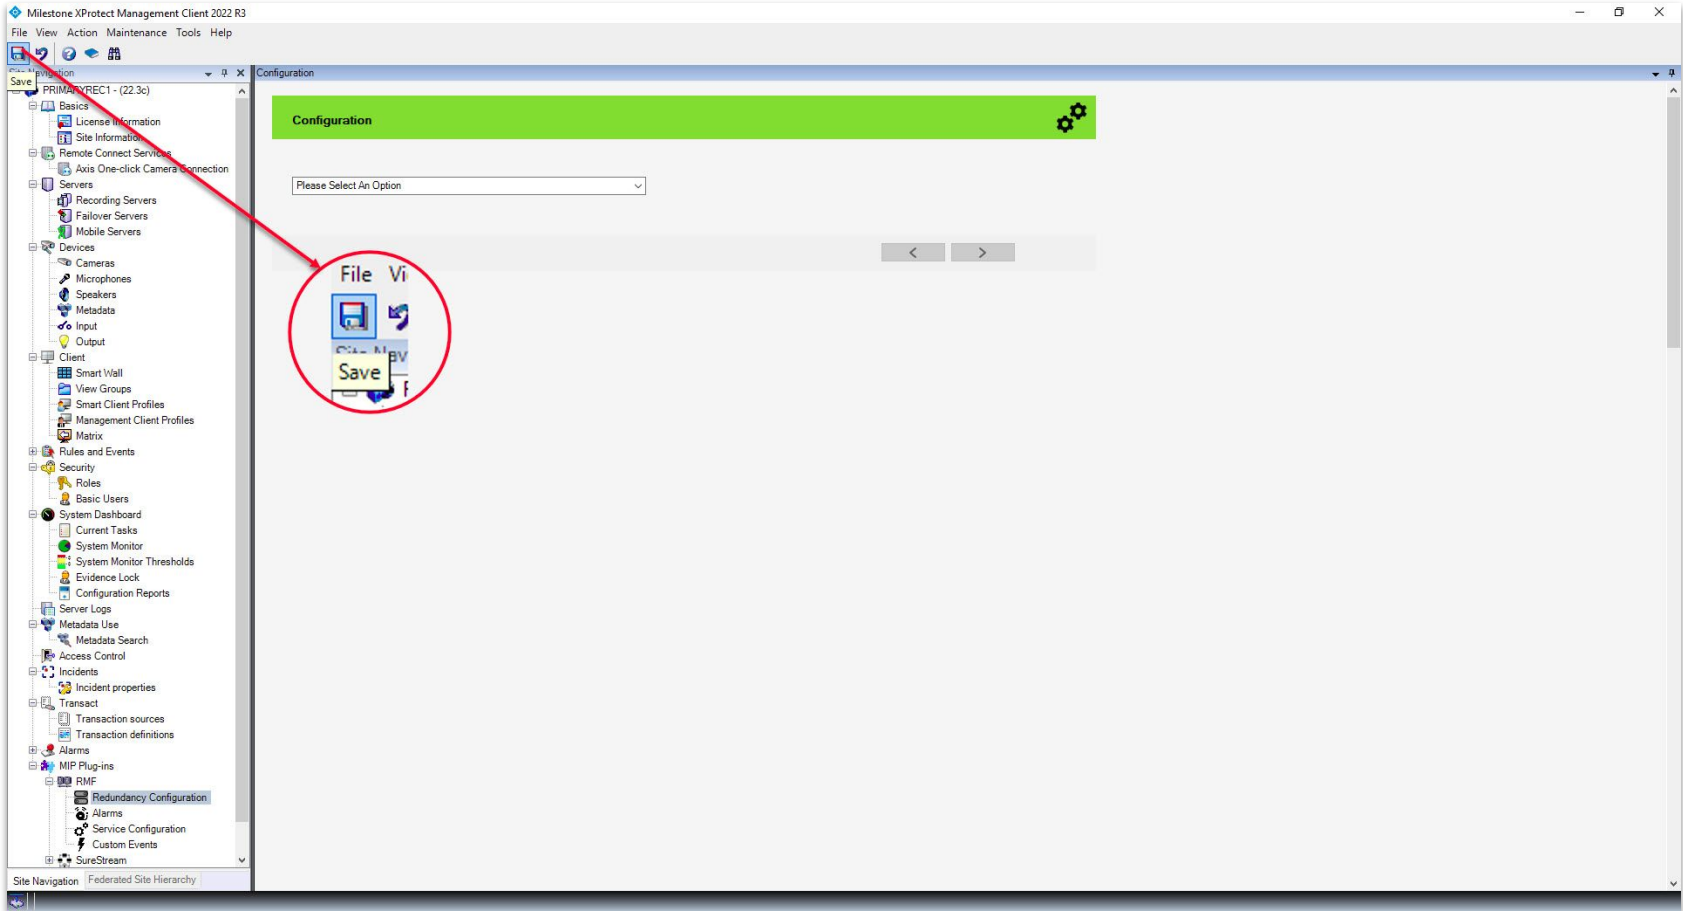 Milestone XProtect Management Client 2022 R3
File View Action Maintenance Tools Help
Save
PRIMARYREC1 - (22.3c)
Basics
License Information
Site Information
Remote Connect Services
Axis One-click Camera Connection
Servers
Recording Servers
Failover Servers
Mobile Servers
Devices
Cameras
Microphones
Speakers
Metadata
Input
Output
Client
Smart Wall
View Groups
Smart Client Profiles
Management Client Profiles
Matrix
Rules and Events
Security
Roles
Basic Users
System Dashboard
Current Tasks
System Monitor
System Monitor Thresholds
Evidence Lock
Configuration Reports
Server Logs
Metadata Use
Metadata Search
Access Control
Incidents
Incident properties
Transact
Transaction sources
Transaction definitions
Alarms
MIP Plug-ins
RMF
Redundancy Configuration
Alarms
Service Configuration
Custom Events
SureStream
Site Navigation Federated Site Hierarchy
Configuration
Configuration
Please Select An Option
< >
File Vi
Save